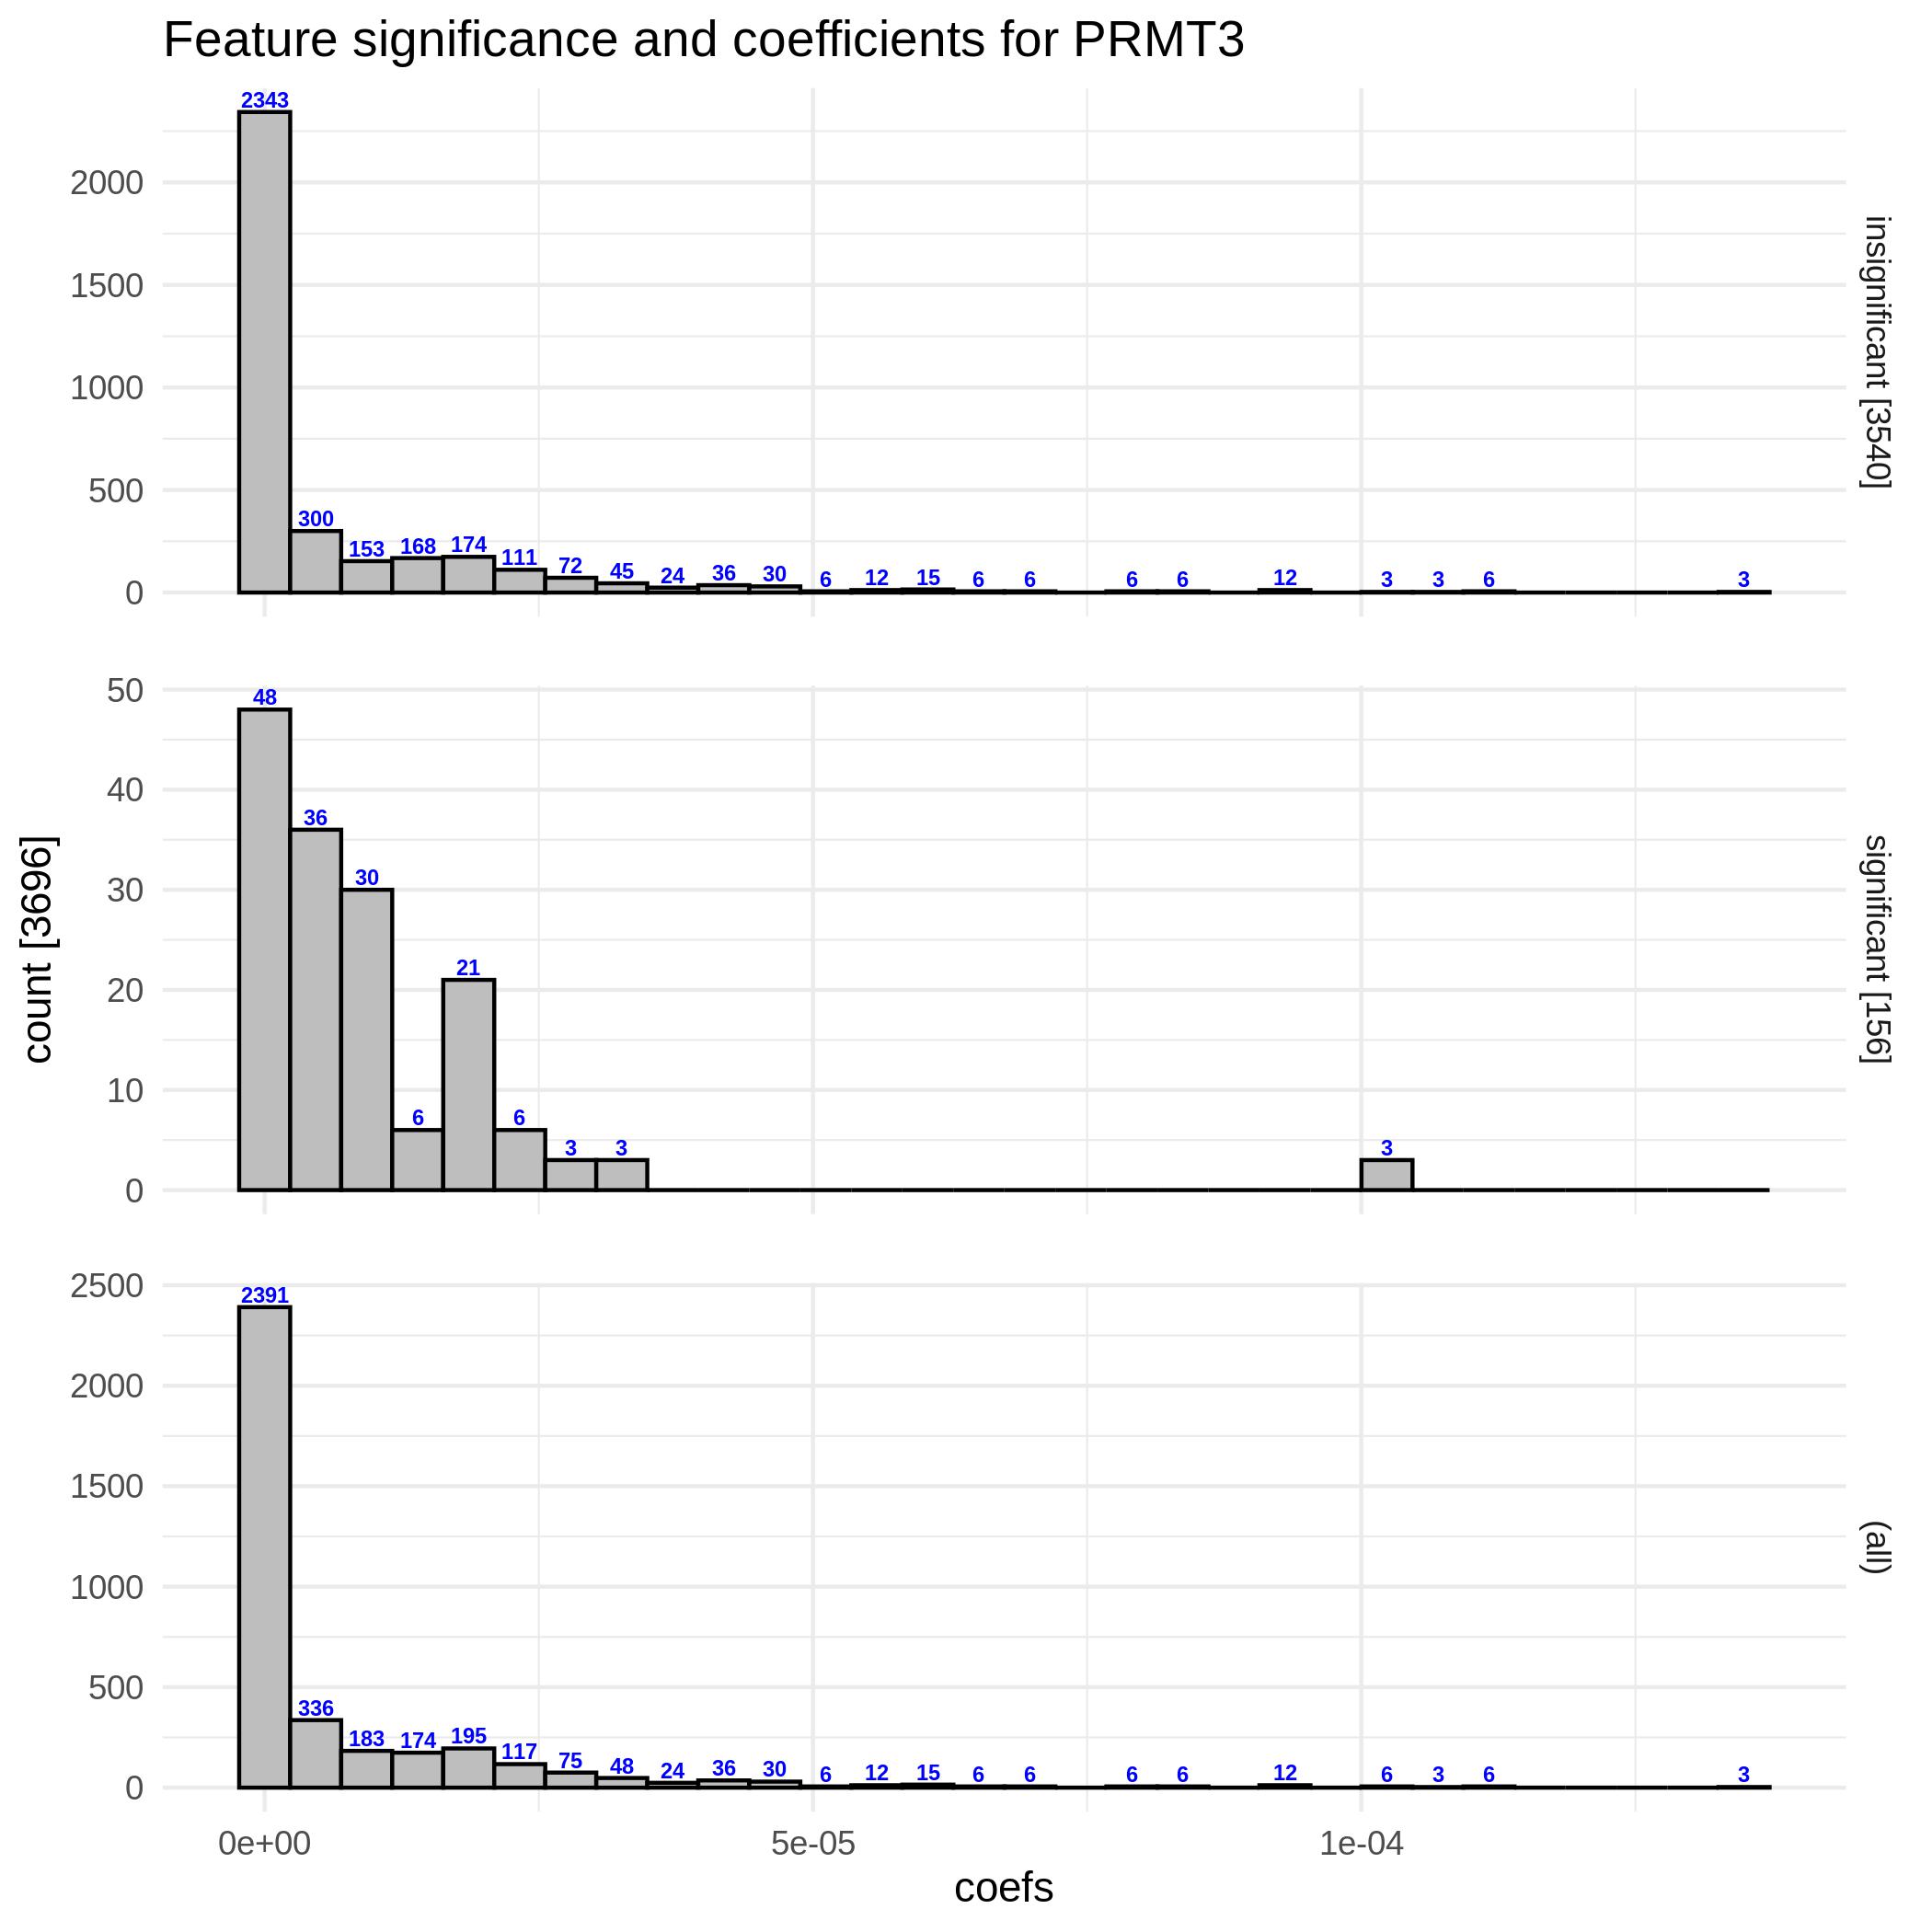 Feature significance and coefficients for PRMT3
2343
2000
1500
1000
500
0
300
153 168 174 111 72 45 24 36 30 6 12 15 6 6 6 6 12 3 3 6 3
insignificant [3540]
50
40
30
20
10
0
48
36
30
6
21
6
3 3 3
significant [156]
count [3696]
2500
2000
1500
1000
500
0
2391
336
183 174 195 117 75 48 24 36 30 6 12 15 6 6 6 6 12 6 3 6 3
(all)
0e+00 5e-05 1e-04
coefs